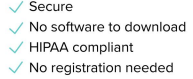 Secure
No software to download
HIPAA compliant
No registration needed